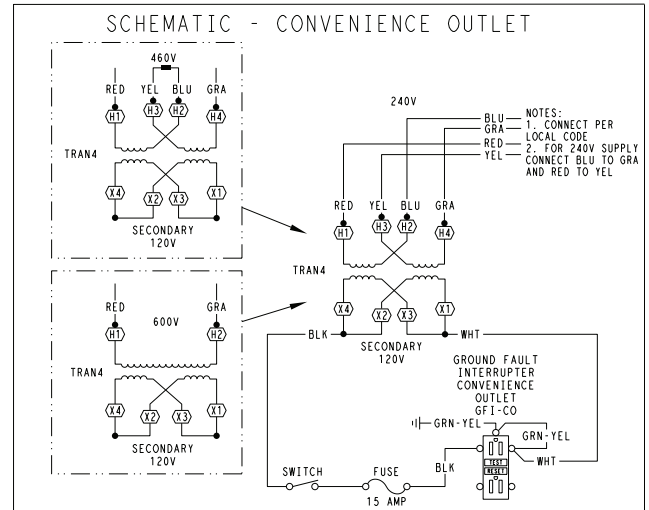 SCHEMATIC - CONVENIENCE OUTLET
460V
RED YEL BLU GRA
H1 H3 H2 H4
TRAN4
X4 X2 X3 X1
SECONDARY
120V
240V
BLU
GRA
RED
YEL
NOTES:
1. CONNECT PER
LOCAL CODE
2. FOR 240V SUPPLY
CONNECT BLU TO GRA
AND RED TO YEL
RED YEL BLU GRA
H1 H3 H2 H4
TRAN4
X4 X2 X3 X1
BLK
WHT
SECONDARY
120V
RED GRA
600V
H1 H2
TRAN4
X4 X2 X3 X1
SECONDARY
120V
GROUND FAULT
INTERRUPTER
CONVENIENCE
OUTLET
GFI-CO
GRN-YEL
GRN-YEL
WHT
TEST
RESET
BLK
SWITCH
FUSE
15 AMP